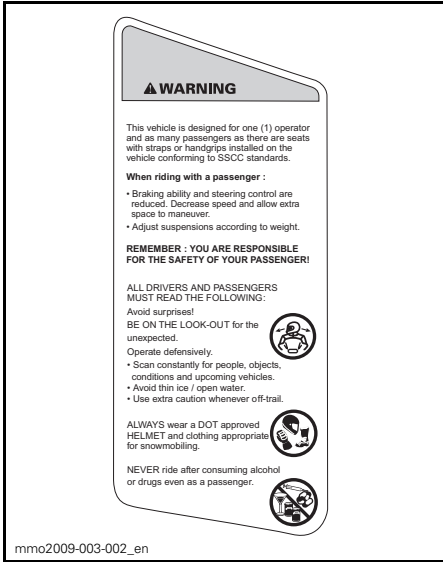 WARNING
This vehicle is designed for one (1) operator
and as many passengers as there are seats
with straps or handgrips installed on the
vehicle conforming to SSCC standards.
When riding with a passenger :
• Braking ability and steering control are
reduced. Decrease speed and allow extra
space to maneuver.
• Adjust suspensions according to weight.
REMEMBER : YOU ARE RESPONSIBLE
FOR THE SAFETY OF YOUR PASSENGER!
ALL DRIVERS AND PASSENGERS
MUST READ THE FOLLOWING:
Avoid surprises!
BE ON THE LOOK-OUT for the
unexpected.
Operate defensively.
• Scan constantly for people, objects,
conditions and upcoming vehicles.
• Avoid thin ice / open water.
• Use extra caution whenever off-trail.
ALWAYS wear a DOT approved
HELMET and clothing appropriate
for snowmobiling.
NEVER ride after consuming alcohol
or drugs even as a passenger.
mmo2009-003-002_en